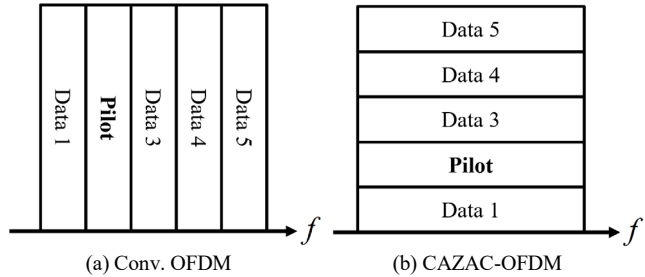 Data 1
Pilot
Data 3
Data 4
Data 5
f
(a) Conv. OFDM
Data 5
Data 4
Data 3
Pilot
Data 1
f
(b) CAZAC-OFDM